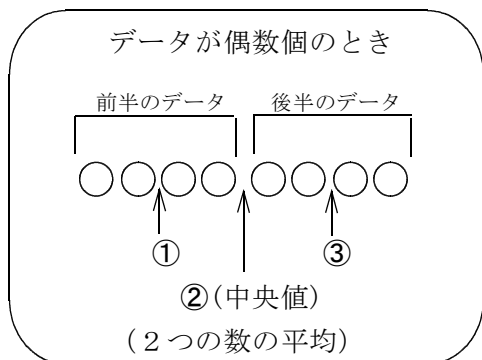 データが偶数個のとき
前半のデータ 後半のデータ
① ③
②(中央値)
(２つの数の平均)